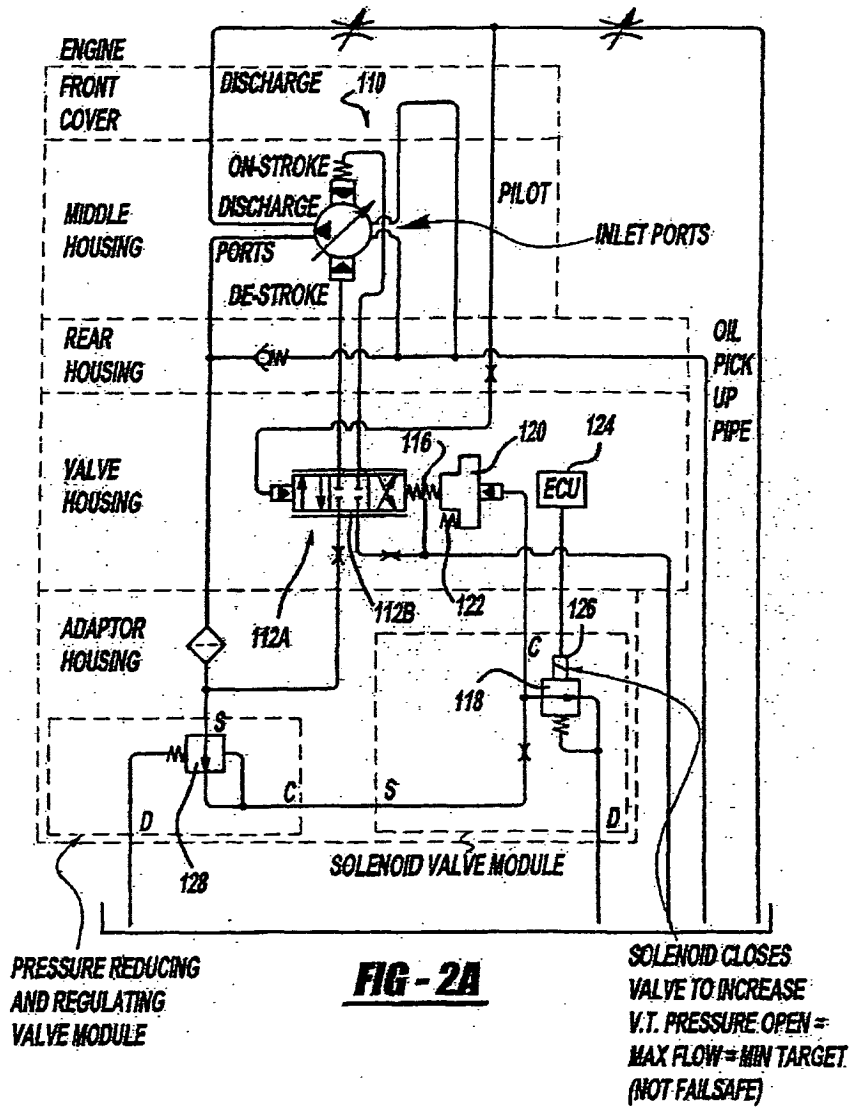 ENGINE
FRONT
COVER
DISCHARGE
110
ON-STROKE
MIDDLE
HOUSING
DISCHARGE
PORTS
PILOT
INLET PORTS
DE-STROKE
REAR
HOUSING
OIL
PICK
UP
PIPE
VALVE
HOUSING
116
120
124
ECU
112A
112B
122
ADAPTOR
HOUSING
C
126
118
S
C
S
D
D
128
SOLENOID VALVE MODULE
PRESSURE REDUCING
AND REGULATING
VALVE MODULE
FIG - 2A
SOLENOID CLOSES
VALVE TO INCREASE
V.T. PRESSURE OPEN =
MAX FLOW = MIN TARGET
(NOT FAILSAFE)